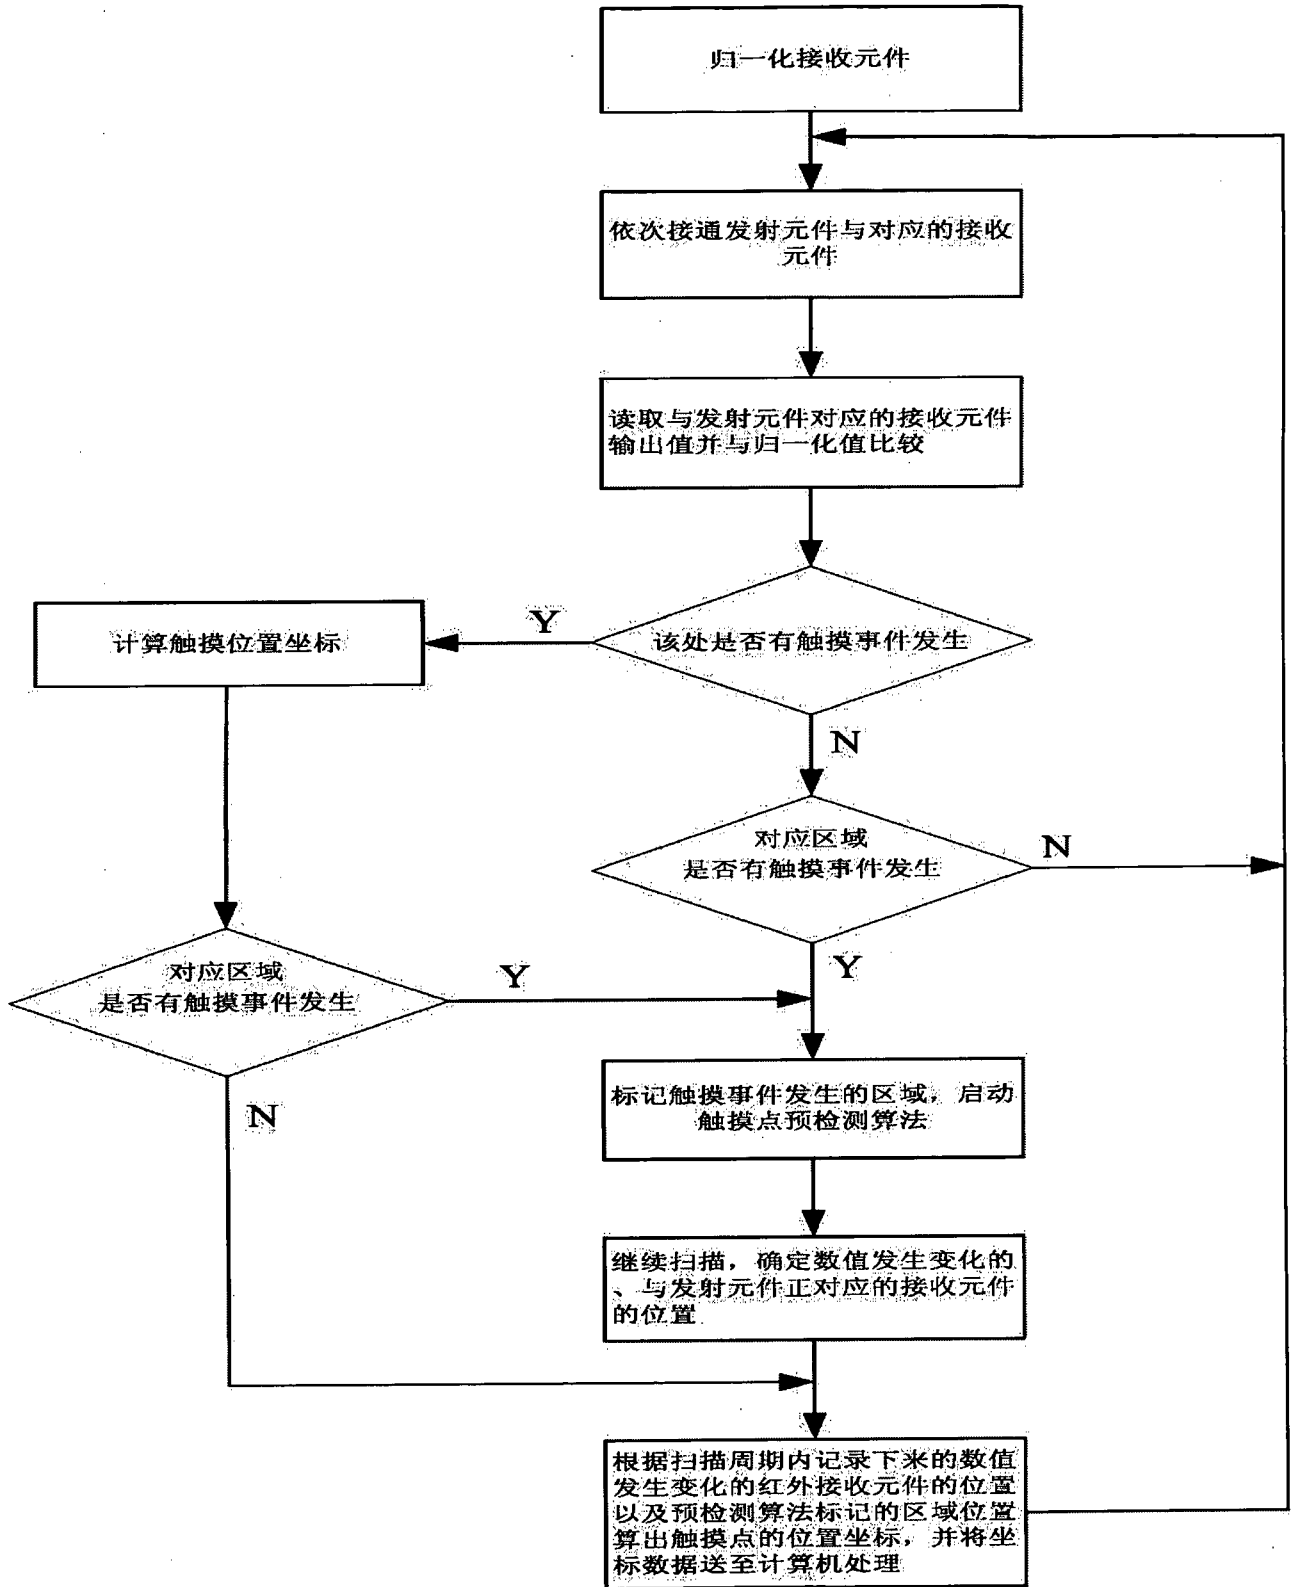 归一化接收元件
依次接通发射元件与对应的接收
元件
读取与发射元件对应的接收元件
输出值并与归一化值比较
该处是否有触摸事件发生
Y
计算触摸位置坐标
N
对应区域
是否有触摸事件发生
N
Y
对应区域
是否有触摸事件发生
Y
N
标记触摸事件发生的区域，启动
触摸点预检测算法
继续扫描，确定数值发生变化的
、与发射元件正对应的接收元件
的位置
根据扫描周期内记录下来的数值
发生变化的红外接收元件的位置
以及预检测算法标记的区域位置
算出触摸点的位置坐标，并将坐
标数据送至计算机处理